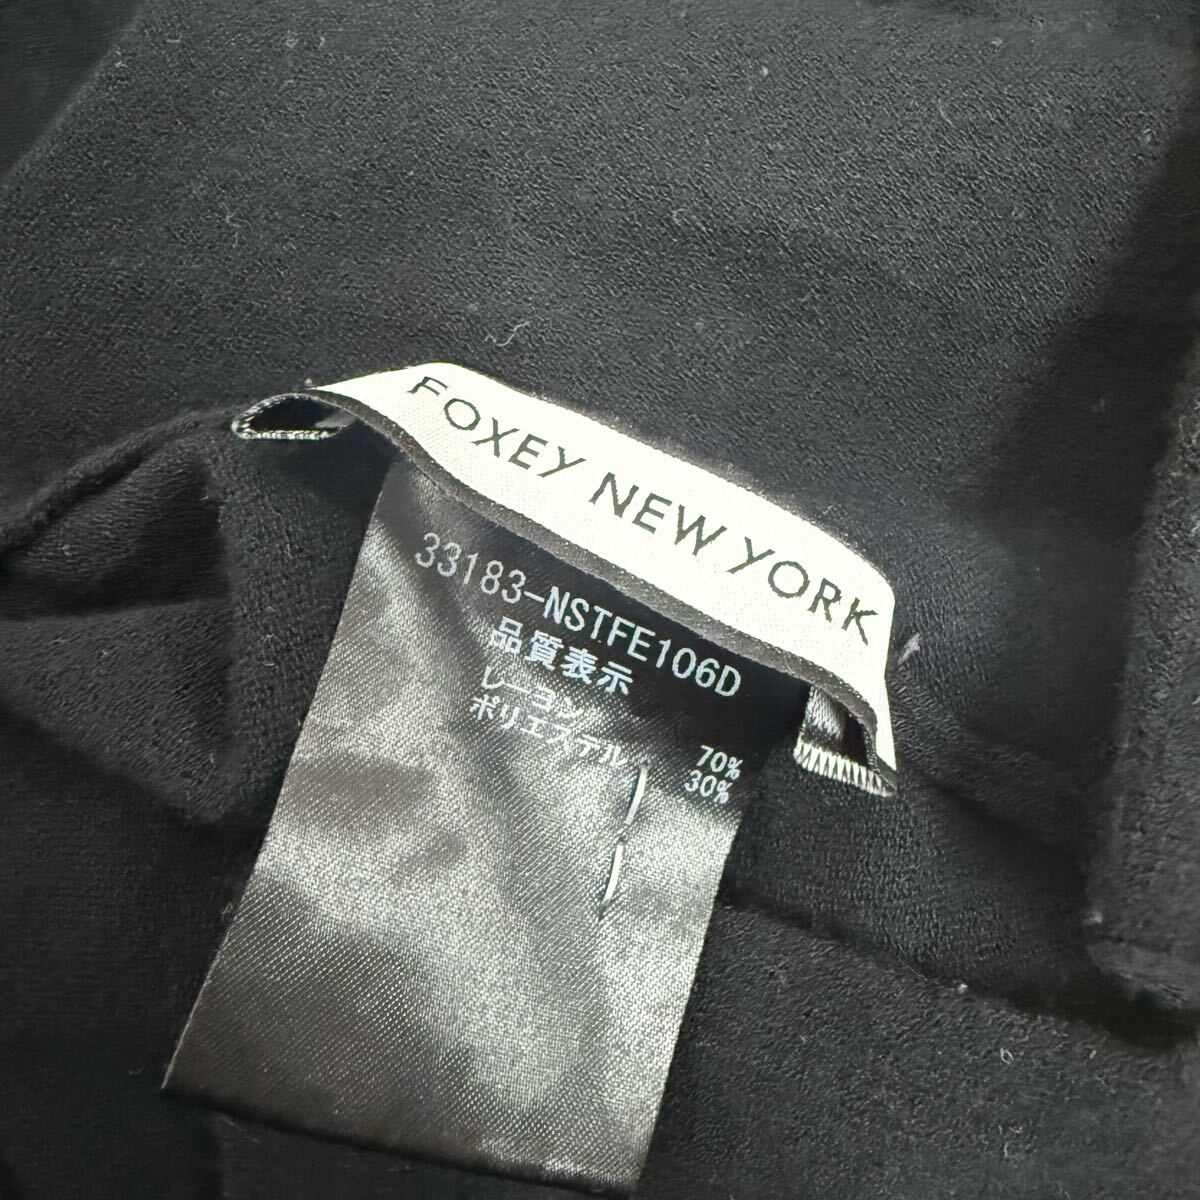 FOXEY NEW YORK
33183-NSTFE106D
品質表示
レーヨン 70%
ポリエステル 30%